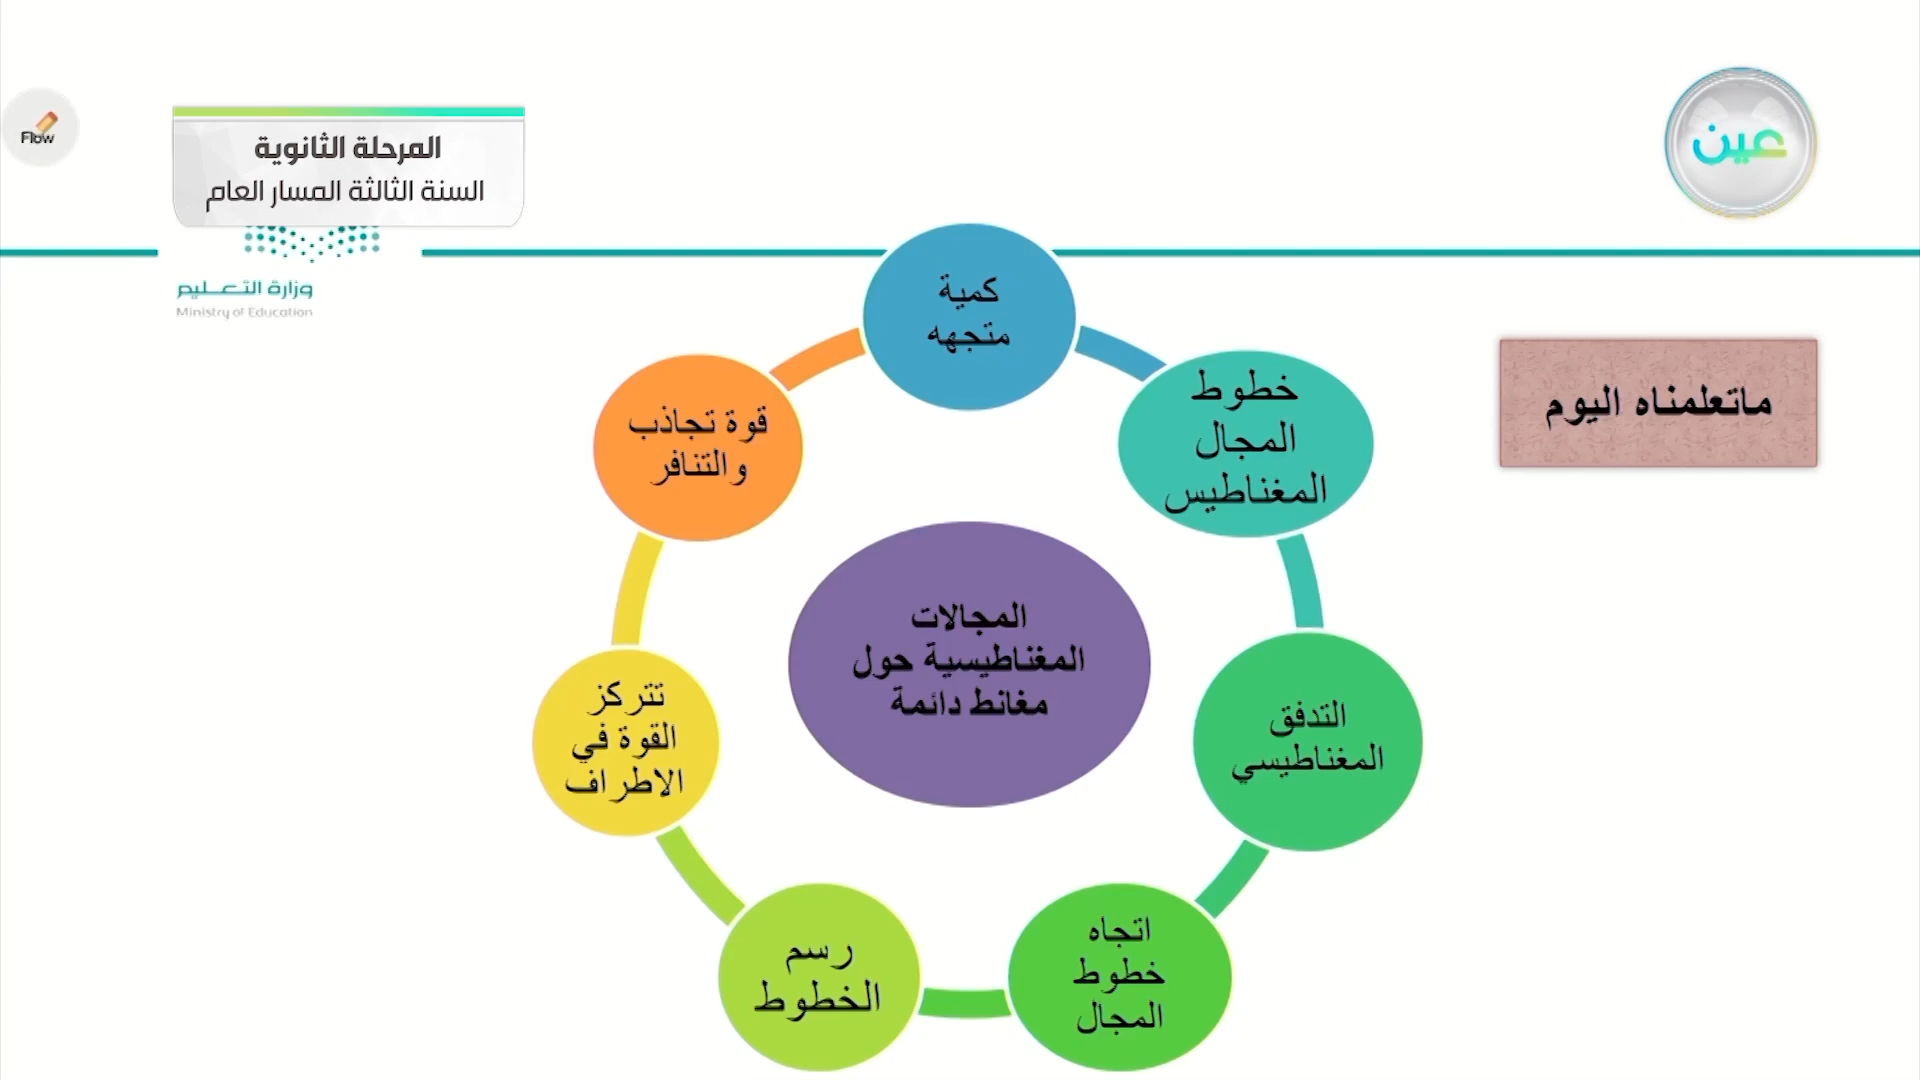 عين
Flow
المرحلة الثانوية
السنة الثالثة المسار العام
وزارة التعليم
Ministry of Education
ماتعلمناه اليوم
كمية
متجهه
خطوط
المجال
المغناطيس
التدفق
المغناطيسي
اتجاه
خطوط
المجال
رسم
الخطوط
تتركز
القوة في
الاطراف
قوة تجاذب
والتنافر
المجالات
المغناطيسية حول
مغانط دائمة